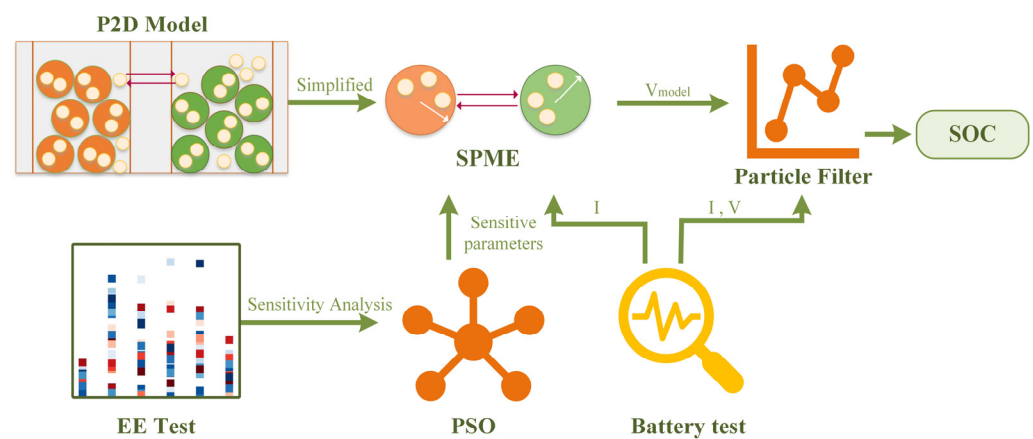 P2D Model
Simplified
SPME
Vmodel
Particle Filter
SOC
Sensitive
parameters
I
I , V
Sensitivity Analysis
EE Test
PSO
Battery test